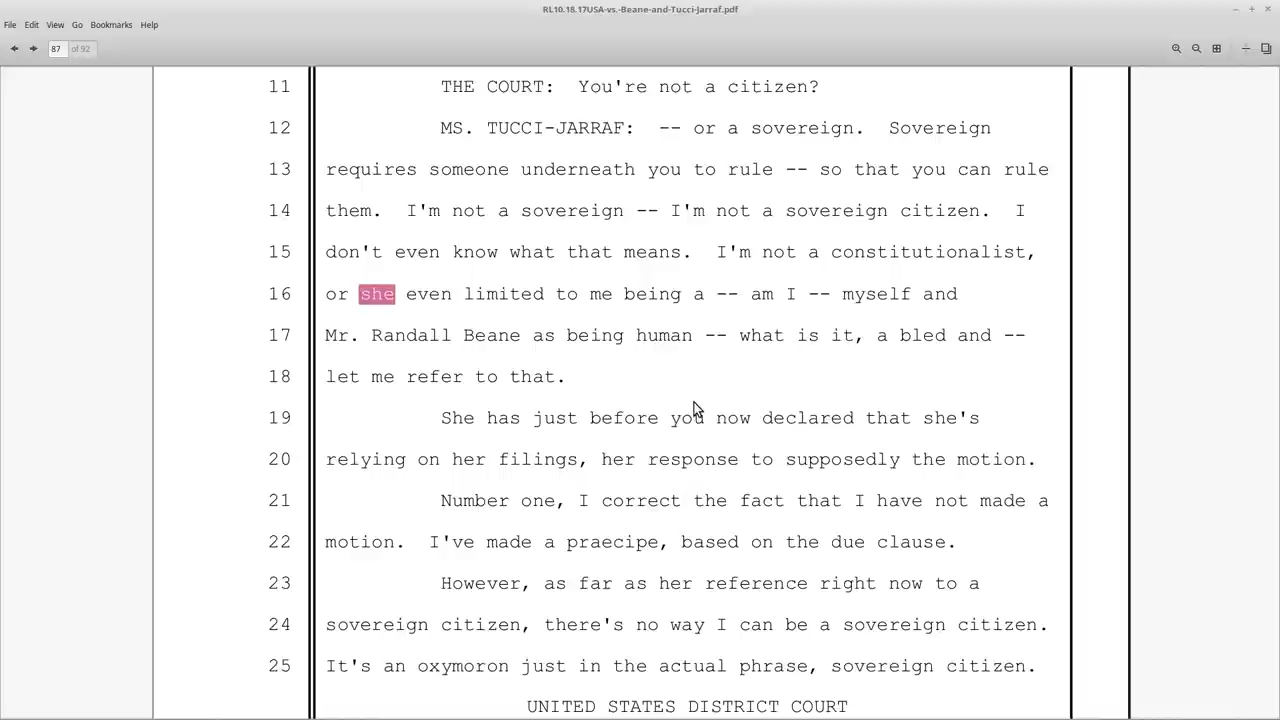 RL10.18.17USA-vs.-Beane-and-Tucci-Jarraf.pdf
File Edit View Go Bookmarks Help
87 of 92
11 THE COURT: You're not a citizen?
12 MS. TUCCI-JARRAF: -- or a sovereign. Sovereign
13 requires someone underneath you to rule -- so that you can rule
14 them. I'm not a sovereign -- I'm not a sovereign citizen. I
15 don't even know what that means. I'm not a constitutionalist,
16 or she even limited to me being a -- am I -- myself and
17 Mr. Randall Beane as being human -- what is it, a bled and --
18 let me refer to that.
19 She has just before you now declared that she's
20 relying on her filings, her response to supposedly the motion.
21 Number one, I correct the fact that I have not made a
22 motion. I've made a praecipe, based on the due clause.
23 However, as far as her reference right now to a
24 sovereign citizen, there's no way I can be a sovereign citizen.
25 It's an oxymoron just in the actual phrase, sovereign citizen.
UNITED STATES DISTRICT COURT